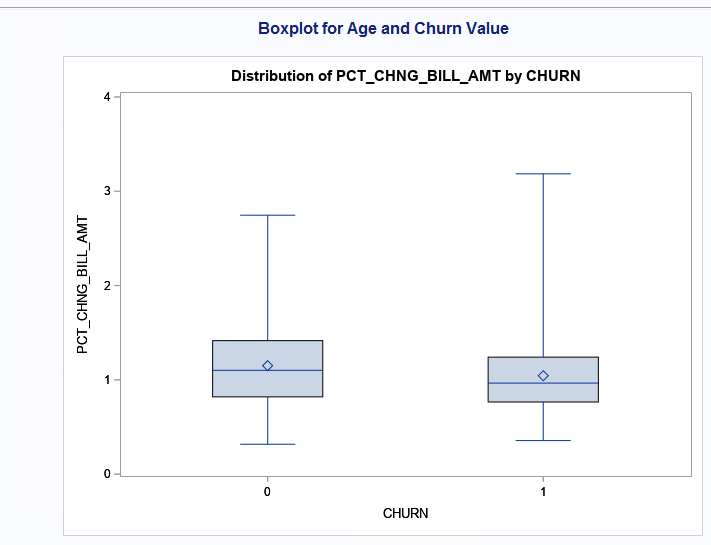 Boxplot for Age and Churn Value
Distribution of PCT_CHNG_BILL_AMT by CHURN
4
3
2
1
0
PCT_CHNG_BILL_AMT
0 1
CHURN